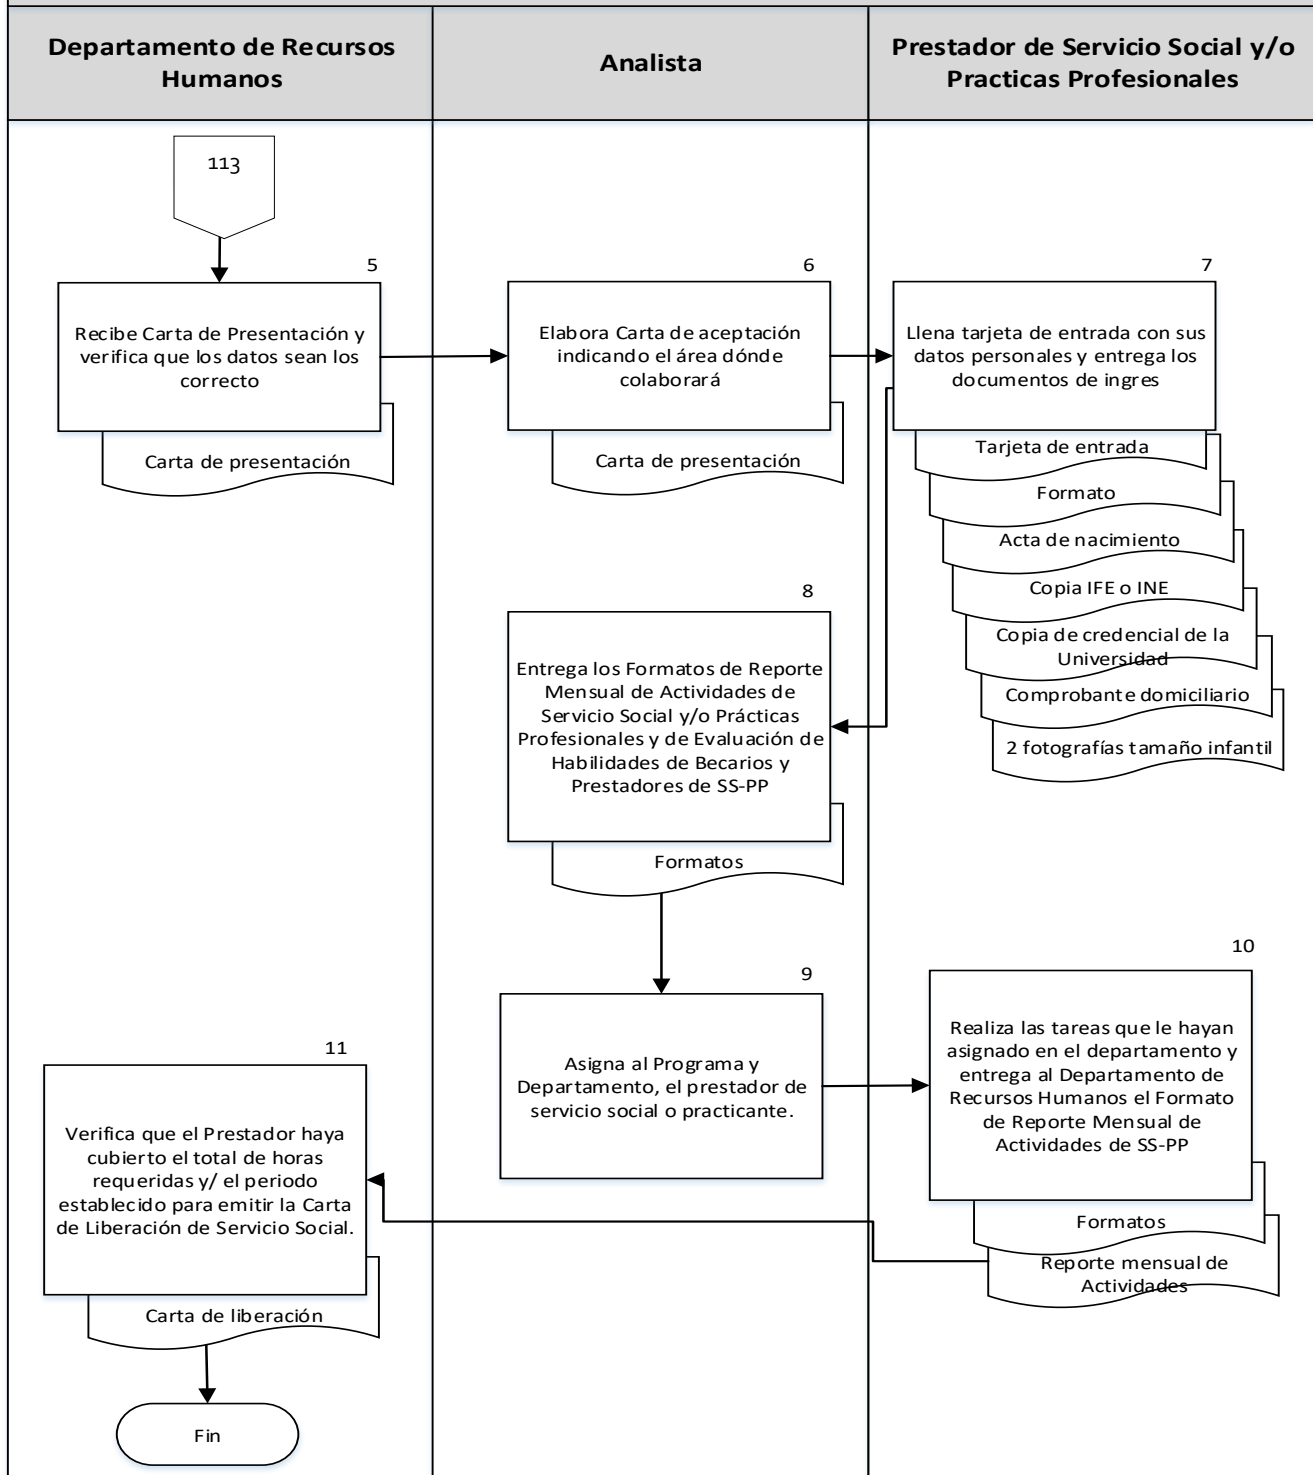 Departamento de Recursos
Humanos
Analista
Prestador de Servicio Social y/o
Practicas Profesionales
113
5
Recibe Carta de Presentación y
verifica que los datos sean los
correcto
Carta de presentación
6
Elabora Carta de aceptación
indicando el área dónde
colaborará
Carta de presentación
7
Llena tarjeta de entrada con sus
datos personales y entrega los
documentos de ingres
Tarjeta de entrada
Formato
Acta de nacimiento
Copia IFE o INE
Copia de credencial de la
Universidad
Comprobante domiciliario
2 fotografías tamaño infantil
8
Entrega los Formatos de Reporte
Mensual de Actividades de
Servicio Social y/o Prácticas
Profesionales y de Evaluación de
Habilidades de Becarios y
Prestadores de SS-PP
Formatos
9
Asigna al Programa y
Departamento, el prestador de
servicio social o practicante.
10
Realiza las tareas que le hayan
asignado en el departamento y
entrega al Departamento de
Recursos Humanos el Formato
de Reporte Mensual de
Actividades de SS-PP
Formatos
Reporte mensual de
Actividades
11
Verifica que el Prestador haya
cubierto el total de horas
requeridas y/ el periodo
establecido para emitir la Carta
de Liberación de Servicio Social.
Carta de liberación
Fin